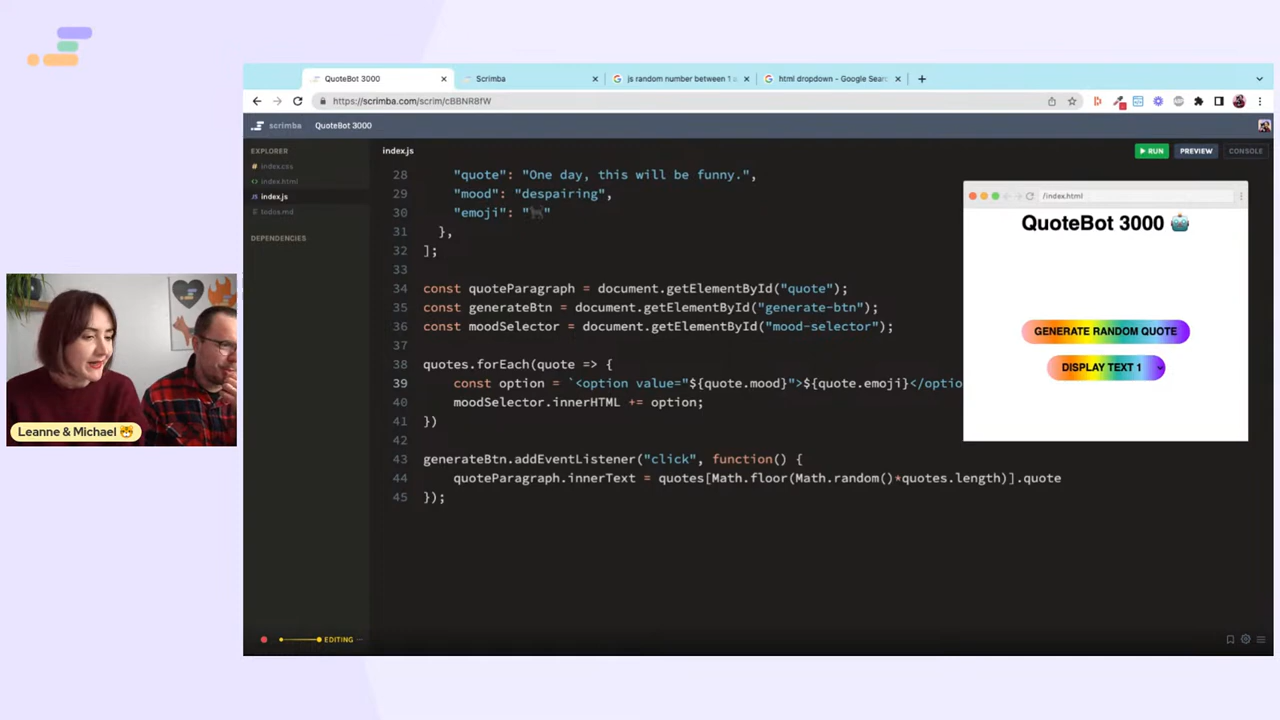 QuoteBot 3000
Scrimba
js random number between 1 a
html dropdown - Google Sear
https://scrimba.com/scrim/cBBNR8fW
scrimba QuoteBot 3000
EXPLORER
index.css
index.html
index.js
index.md
DEPENDENCIES
index.js
RUN PREVIEW CONSOLE
28 "quote": "One day, this will be funny.",
29 "mood": "despairing",
30 "emoji": "🐈‍⬛"
31 },
32 ];
33
34 const quoteParagraph = document.getElementById("quote");
35 const generateBtn = document.getElementById("generate-btn");
36 const moodSelector = document.getElementById("mood-selector");
37
38 quotes.forEach(quote => {
39 const option = `<option value="${quote.mood}">${quote.emoji}</optio
40 moodSelector.innerHTML += option;
41 })
42
43 generateBtn.addEventListener("click", function() {
44 quoteParagraph.innerText = quotes[Math.floor(Math.random()*quotes.length)].quote
45 });
/index.html
QuoteBot 3000 🤖
GENERATE RANDOM QUOTE
DISPLAY TEXT 1
Leanne & Michael 🐯
EDITING